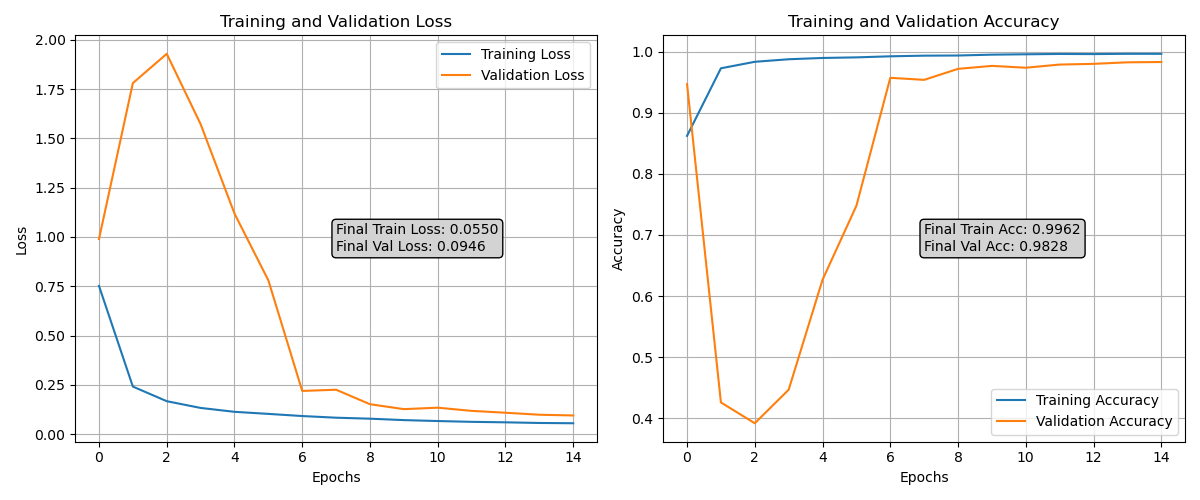 Training and Validation Loss
2.00
1.75
1.50
1.25
1.00
0.75
0.50
0.25
0.00
Loss
Training Loss
Validation Loss
Final Train Loss: 0.0550
Final Val Loss: 0.0946
0 2 4 6 8 10 12 14
Epochs
Training and Validation Accuracy
1.0
0.9
0.8
0.7
0.6
0.5
0.4
Accuracy
Final Train Acc: 0.9962
Final Val Acc: 0.9828
Training Accuracy
Validation Accuracy
0 2 4 6 8 10 12 14
Epochs